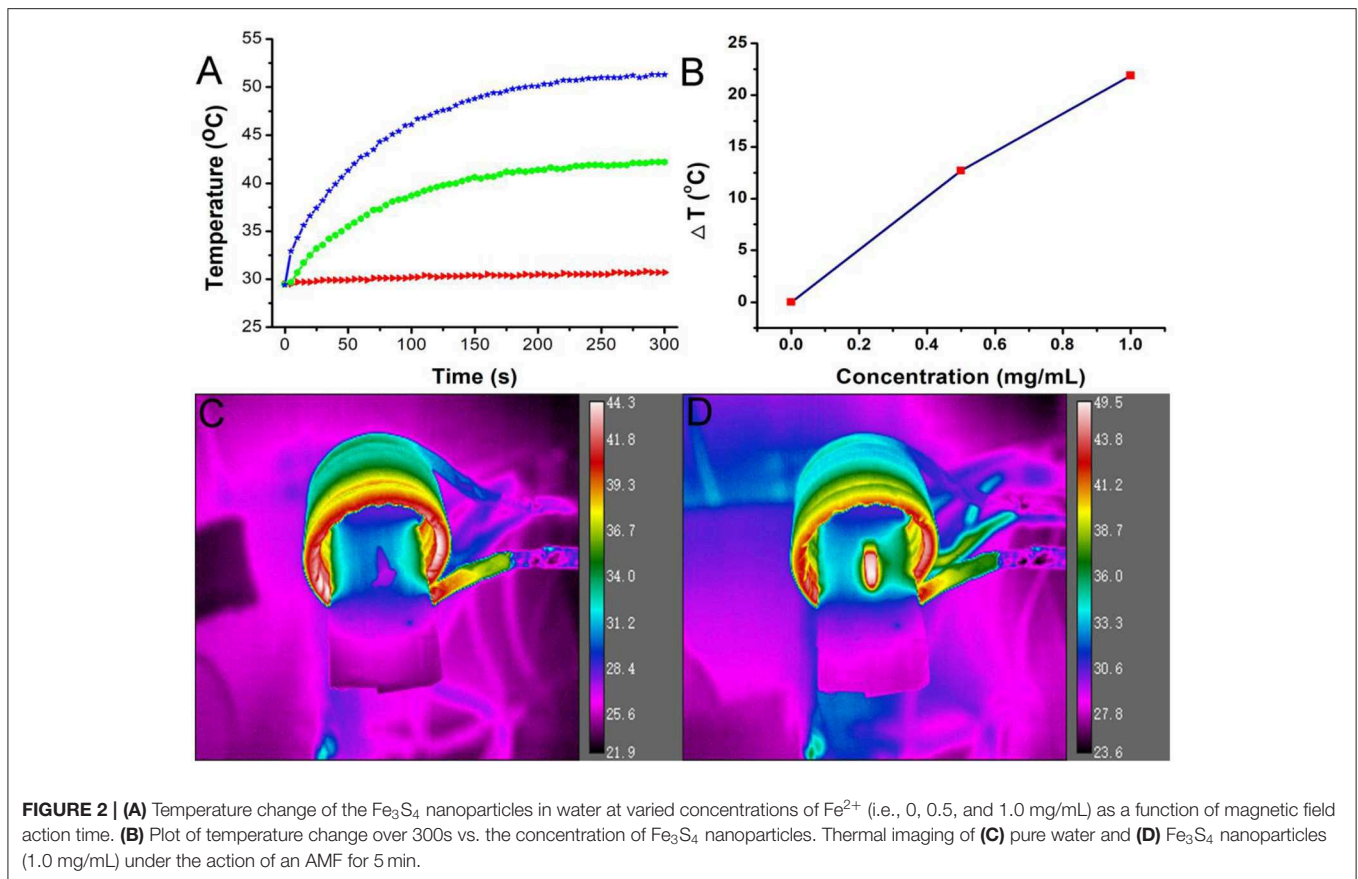 A
55
50
45
40
35
30
25
Temperature (ºC)
0 50 100 150 200 250 300
Time (s)
B
25
20
15
10
5
0
△ T (°C)
0.0 0.2 0.4 0.6 0.8 1.0
Concentration (mg/mL)
C
44.3
41.8
39.3
36.7
34.0
31.2
28.4
25.6
21.9
D
49.5
43.8
41.2
38.7
36.0
33.3
30.6
27.8
23.6
FIGURE 2 | (A) Temperature change of the Fe₃S₄ nanoparticles in water at varied concentrations of Fe²⁺ (i.e., 0, 0.5, and 1.0 mg/mL) as a function of magnetic field
action time. (B) Plot of temperature change over 300s vs. the concentration of Fe₃S₄ nanoparticles. Thermal imaging of (C) pure water and (D) Fe₃S₄ nanoparticles
(1.0 mg/mL) under the action of an AMF for 5 min.